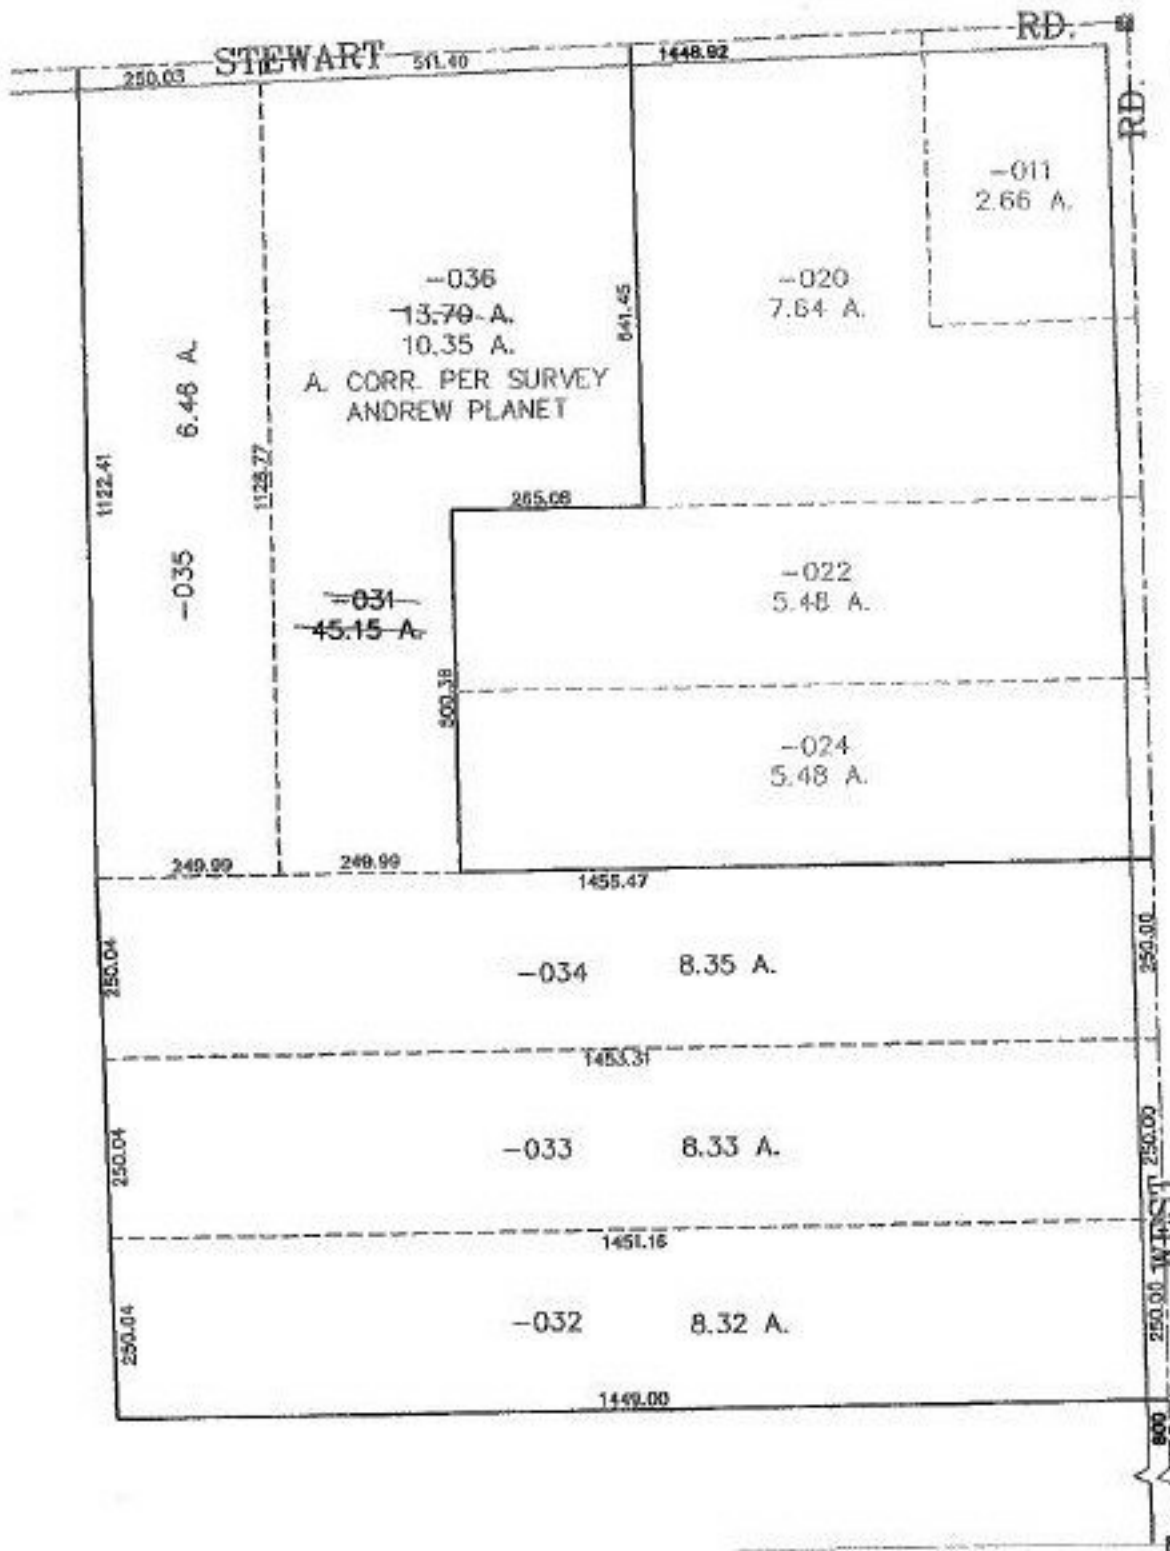 STEWART RD.
250.03
511.40
1448.92
RD.
-011
2.66 A.
-036
13.70 A.
10.35 A.
A. CORR. PER SURVEY
ANDREW PLANET
641.45
-020
7.64 A.
6.46 A.
-035
1122.41
1128.77
265.08
-031
45.15 A.
-022
5.48 A.
500.38
-024
5.48 A.
249.99
249.99
1455.47
250.04
-034 8.35 A.
250.00
1453.31
250.04
-033 8.33 A.
250.00
WEST
1451.16
250.04
-032 8.32 A.
250.00
1449.00
800